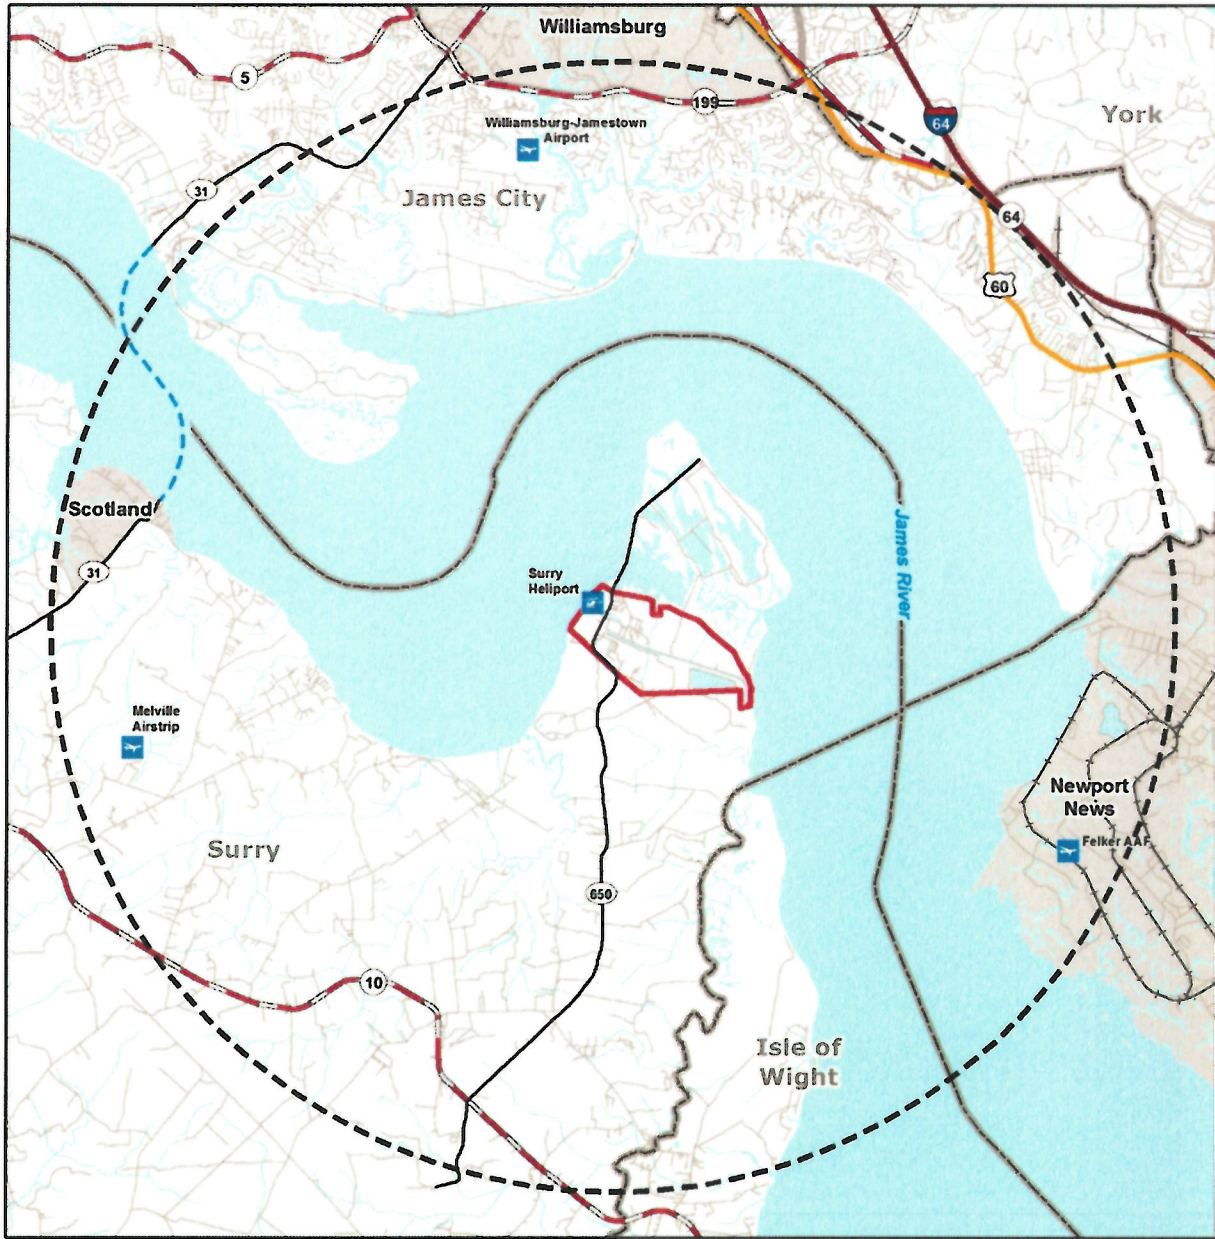 Williamsburg
5
199
Williamsburg-Jamestown
Airport
64
York
31
James City
64
60
Scotland
James River
31
Surry
Heliport
Melville
Airstrip
Newport
News
Felker AAF
Surry
650
10
Isle of
Wight